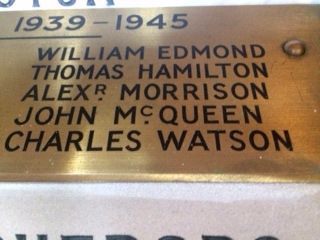 1939-1945
WILLIAM EDMOND
THOMAS HAMILTON
ALEXR MORRISON
JOHN MCQUEEN
CHARLES WATSON